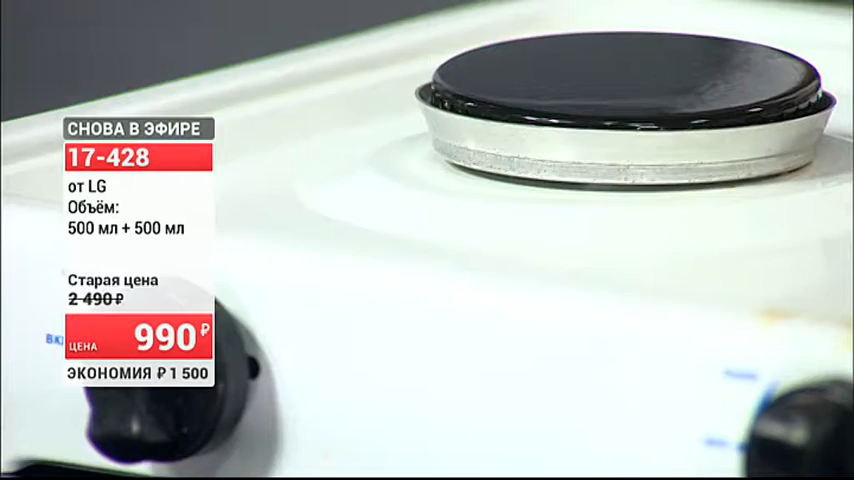 СНОВА В ЭФИРЕ
17-428
от LG
Объём:
500 мл + 500 мл
Старая цена
2 490 ₽
ЦЕНА 990 ₽
ЭКОНОМИЯ ₽ 1 500